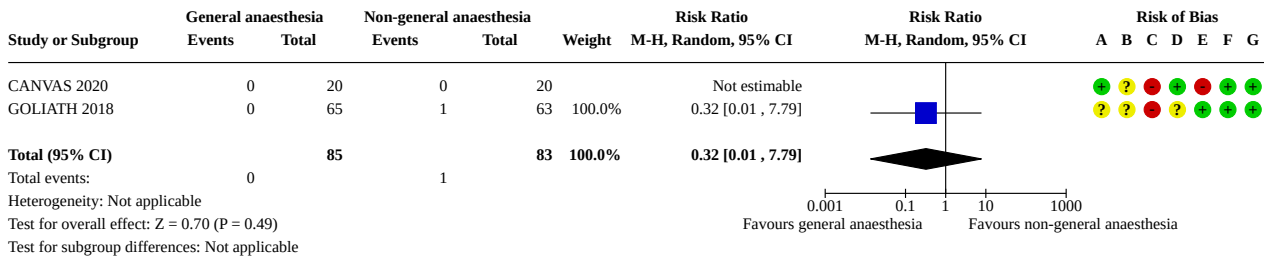 General anaesthesia Non-general anaesthesia Risk Ratio Risk Ratio Risk of Bias
Study or Subgroup Events Total Events Total Weight M-H, Random, 95% CI M-H, Random, 95% CI A B C D E F G
CANVAS 2020 0 20 0 20 Not estimable + ? - + - + +
GOLIATH 2018 0 65 1 63 100.0% 0.32 [0.01 , 7.79] ? ? - ? + + +
Total (95% CI) 85 83 100.0% 0.32 [0.01 , 7.79]
Total events: 0 1
Heterogeneity: Not applicable
0.001 0.1 1 10 1000
Test for overall effect: Z = 0.70 (P = 0.49)
Favours general anaesthesia Favours non-general anaesthesia
Test for subgroup differences: Not applicable